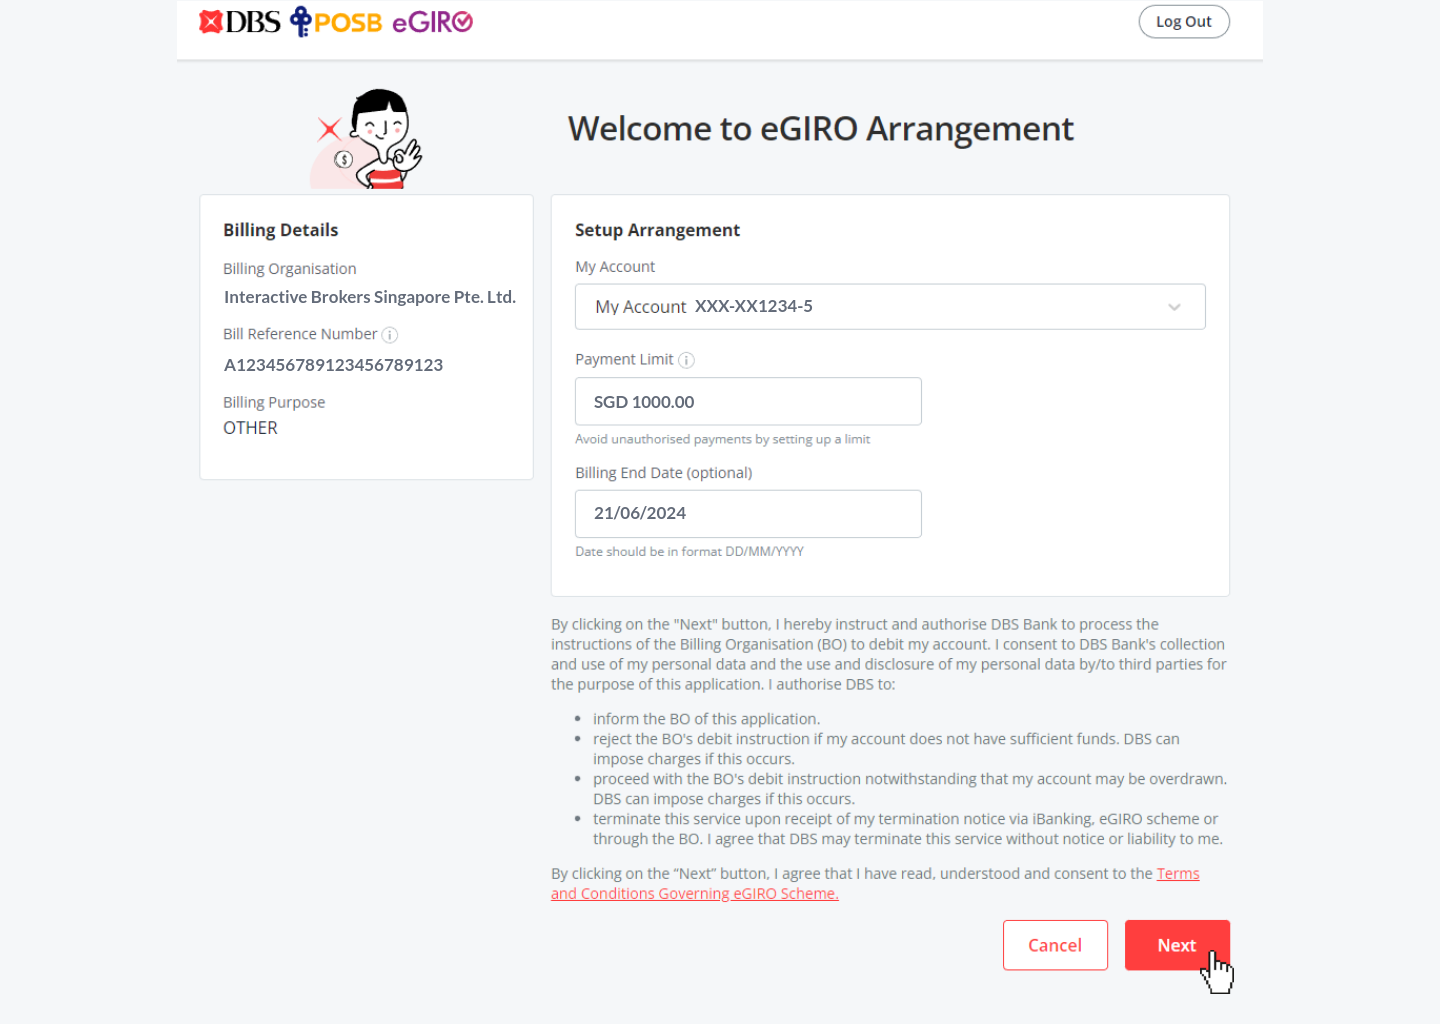 DBS POSB eGIRO
Log Out
Welcome to eGIRO Arrangement
$
Billing Details
Billing Organisation
Interactive Brokers Singapore Pte. Ltd.
Bill Reference Number i
A123456789123456789123
Billing Purpose
OTHER
Setup Arrangement
My Account
My Account XXX-XX1234-5
Payment Limit i
SGD 1000.00
Avoid unauthorised payments by setting up a limit
Billing End Date (optional)
21/06/2024
Date should be in format DD/MM/YYYY
By clicking on the "Next" button, I hereby instruct and authorise DBS Bank to process the
instructions of the Billing Organisation (BO) to debit my account. I consent to DBS Bank's collection
and use of my personal data and the use and disclosure of my personal data by/to third parties for
the purpose of this application. I authorise DBS to:
• inform the BO of this application.
• reject the BO's debit instruction if my account does not have sufficient funds. DBS can
impose charges if this occurs.
• proceed with the BO's debit instruction notwithstanding that my account may be overdrawn.
DBS can impose charges if this occurs.
• terminate this service upon receipt of my termination notice via iBanking, eGIRO scheme or
through the BO. I agree that DBS may terminate this service without notice or liability to me.
By clicking on the “Next” button, I agree that I have read, understood and consent to the Terms
and Conditions Governing eGIRO Scheme.
Cancel
Next